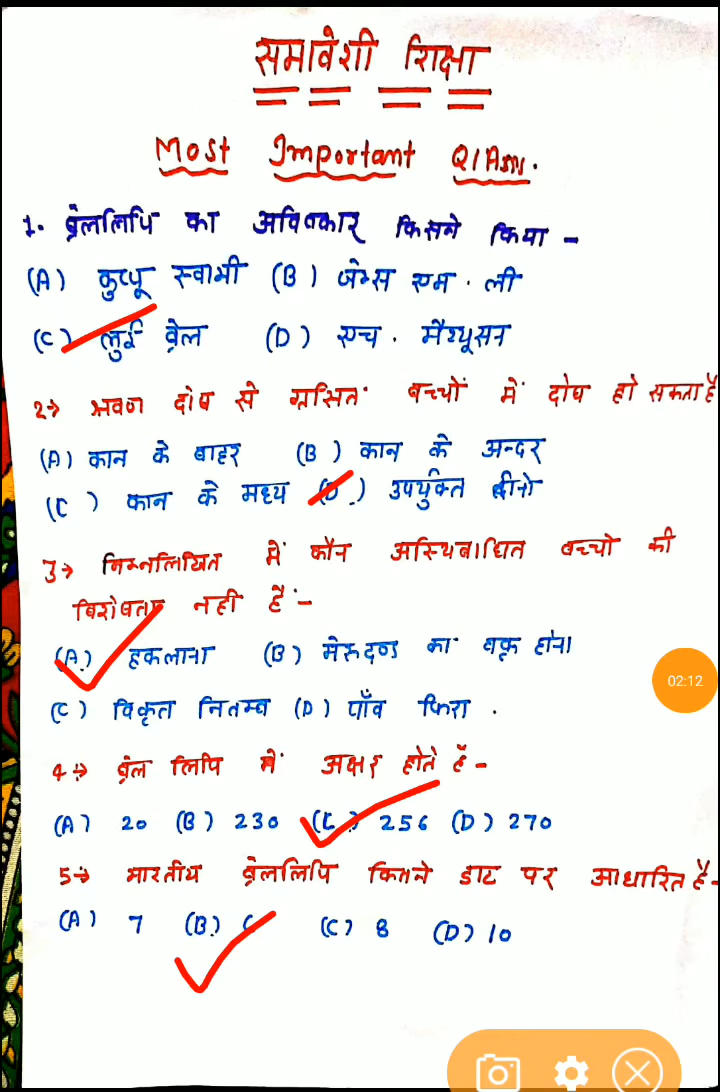 समावेशी शिक्षा
Most Important Q/Ans.
1. ब्रेललिपि का अविष्कार किसने किया -
(A) कुप्पू स्वामी (B) जेम्स एम. ली
(C) लुई ब्रेल (D) एच. मैथ्यूसन
2→ श्रवण दोष से ग्रसित बच्चों में दोष हो सकता है
(A) कान के बाहर (B) कान के अन्दर
(C) कान के मध्य (D) उपर्युक्त तीनो
3→ निम्नलिखित में कौन अस्थिबाधित बच्चो की
विशेषता नही है:-
(A) हकलाना (B) मेरूदण्ड का वक्र होना
(C) विकृत नितम्ब (D) पाँव फिरा .
4→ ब्रेल लिपि में अक्षर होते हैं -
(A) 20 (B) 230 (C) 256 (D) 270
5→ भारतीय ब्रेललिपि कितने डाट पर आधारित है-
(A) 7 (B) 6 (C) 8 (D) 10
02:12